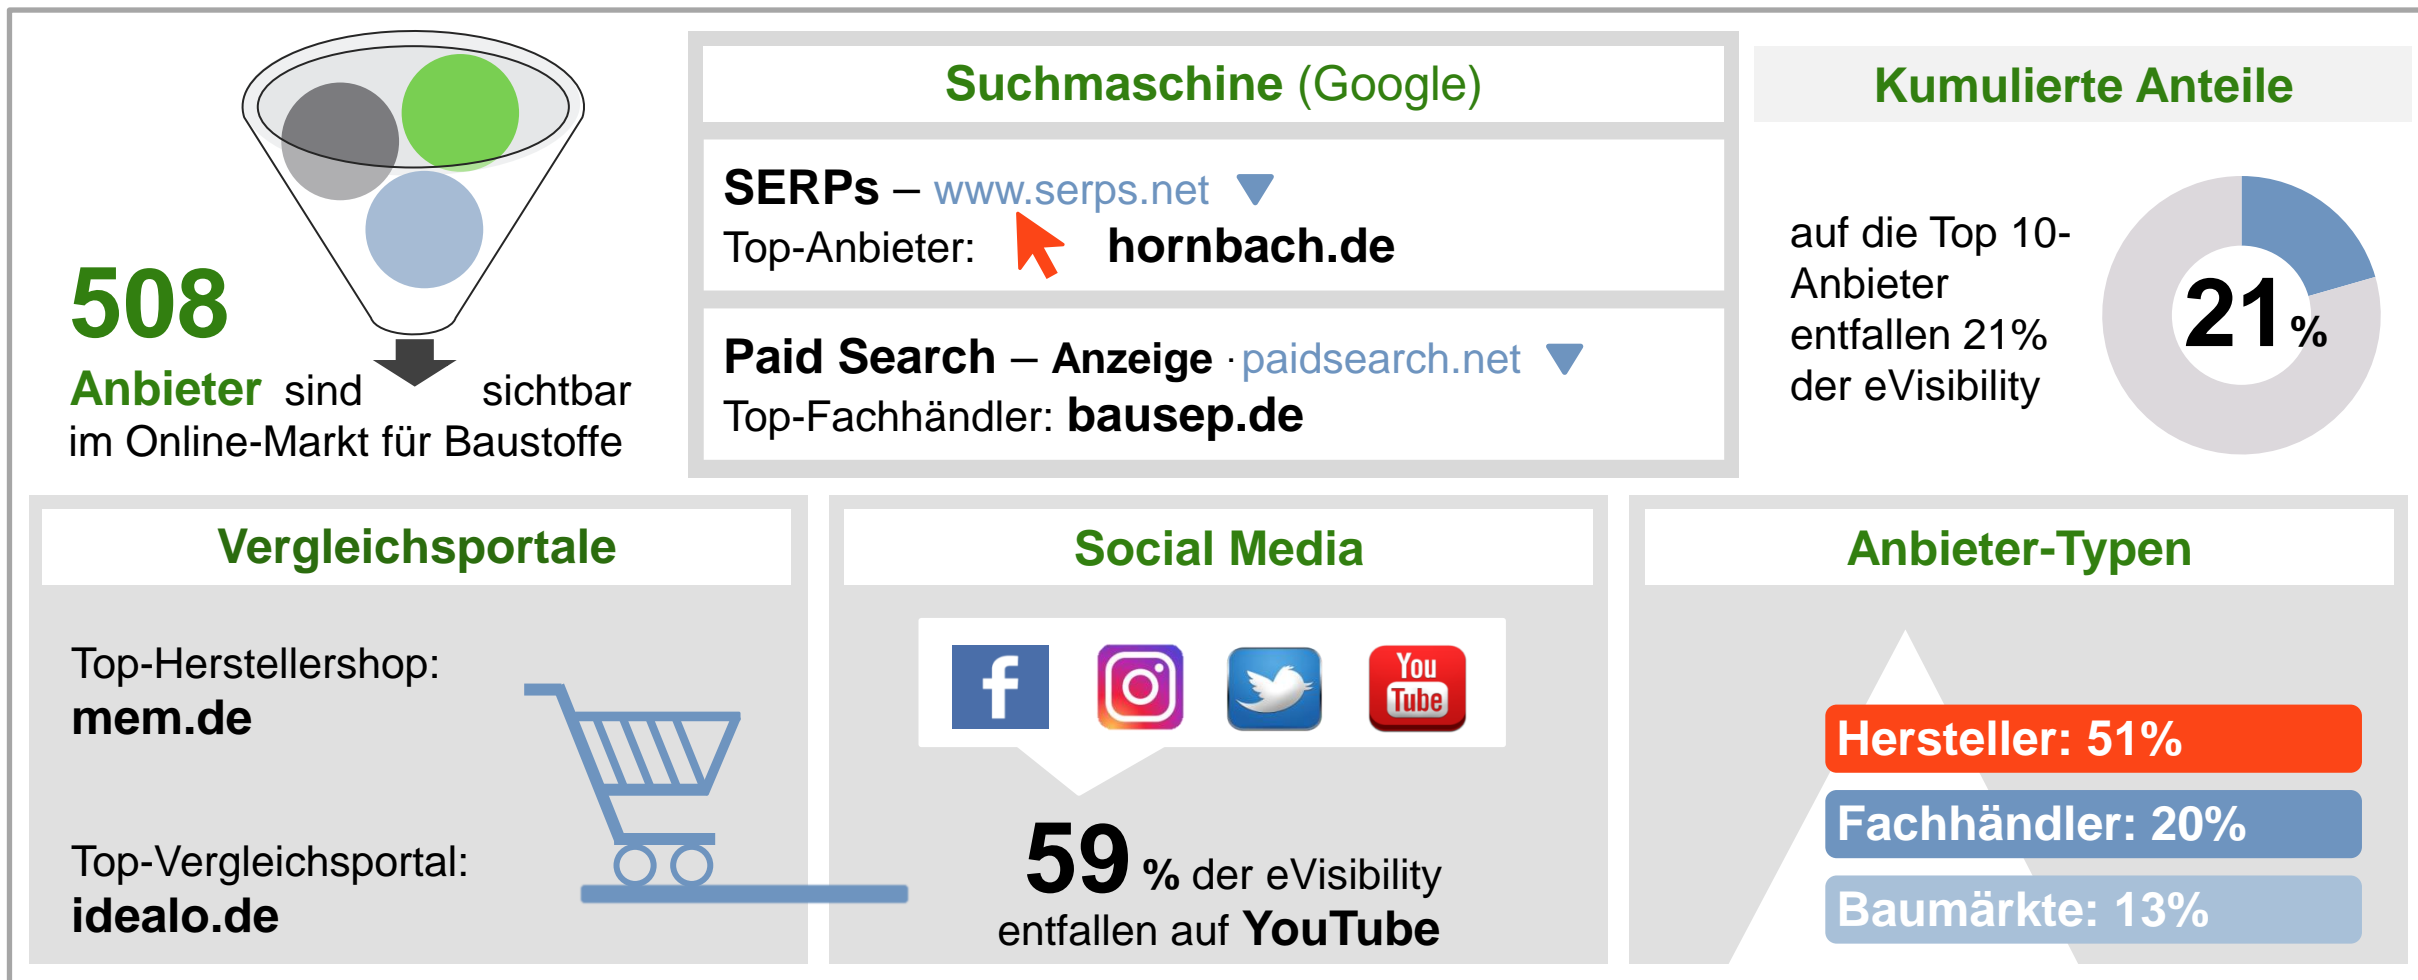 508
Anbieter sind sichtbar
im Online-Markt für Baustoffe
Suchmaschine (Google)
SERPs – www.serps.net
Top-Anbieter: hornbach.de
Paid Search – Anzeige · paidsearch.net
Top-Fachhändler: bausep.de
Kumulierte Anteile
auf die Top 10-
Anbieter
entfallen 21%
der eVisibility
21%
Vergleichsportale
Top-Herstellershop:
mem.de
Top-Vergleichsportal:
idealo.de
Social Media
f
You
Tube
59 % der eVisibility
entfallen auf YouTube
Anbieter-Typen
Hersteller: 51%
Fachhändler: 20%
Baumärkte: 13%